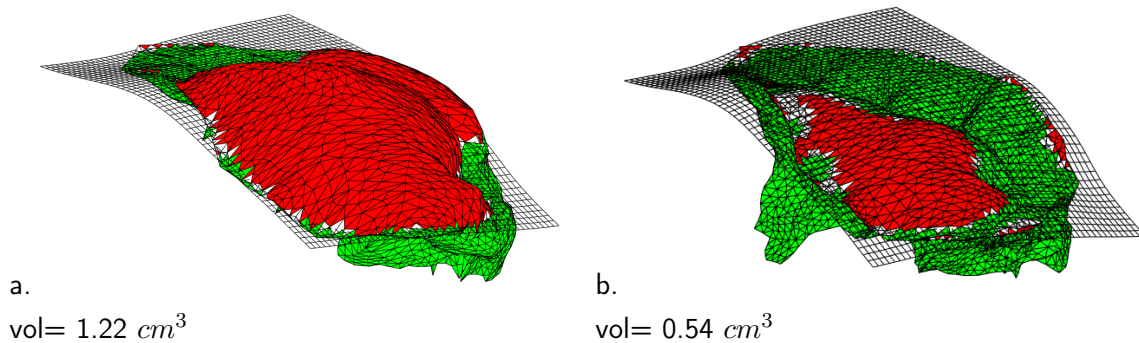 a.
vol= 1.22 cm³
b.
vol= 0.54 cm³